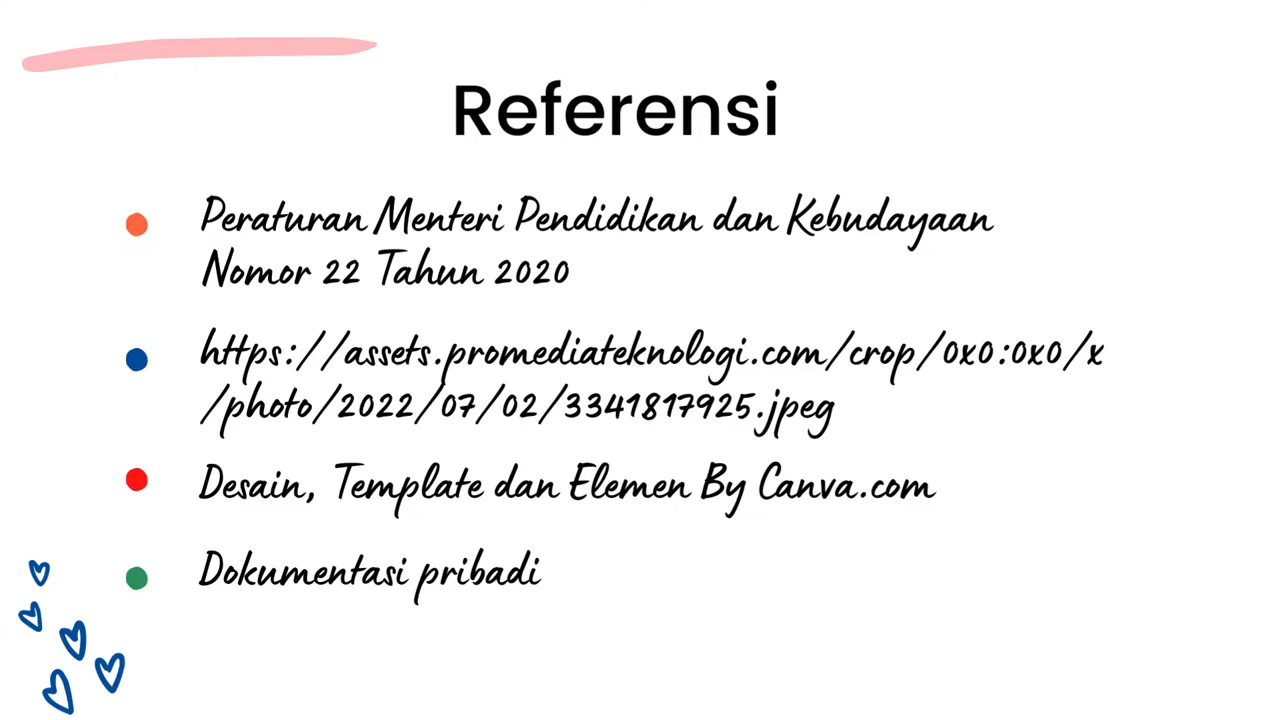 Referensi
Peraturan Menteri Pendidikan dan Kebudayaan
Nomor 22 Tahun 2020
https://assets.promediateknologi.com/crop/0x0:0x0/x
/photo/2022/07/02/3341817925.jpeg
Desain, Template dan Elemen By Canva.com
Dokumentasi pribadi